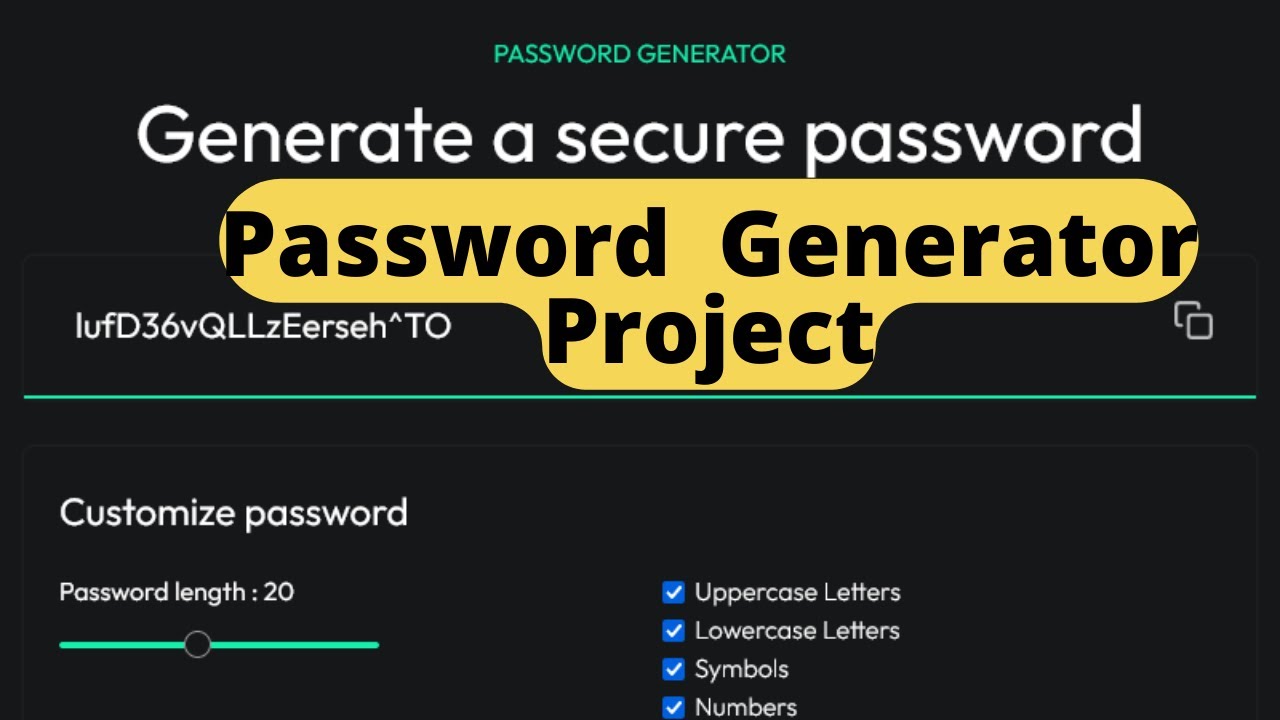 PASSWORD GENERATOR
Generate a secure password
Password Generator
Project
lufD36vQLLzEerseh^TO
Customize password
Password length : 20
Uppercase Letters
Lowercase Letters
Symbols
Numbers